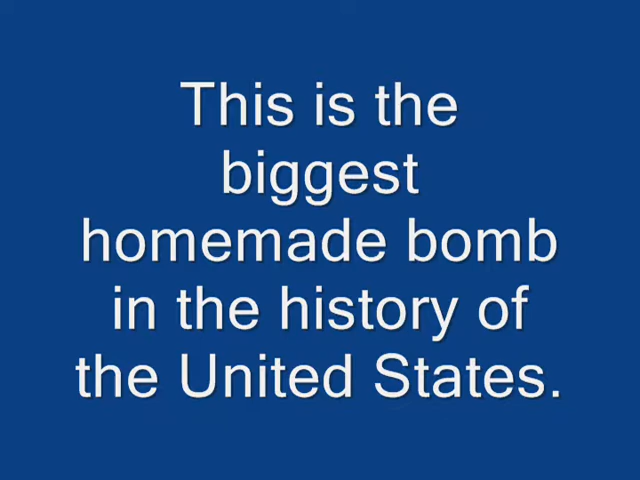 This is the
biggest
homemade bomb
in the history of
the United States.